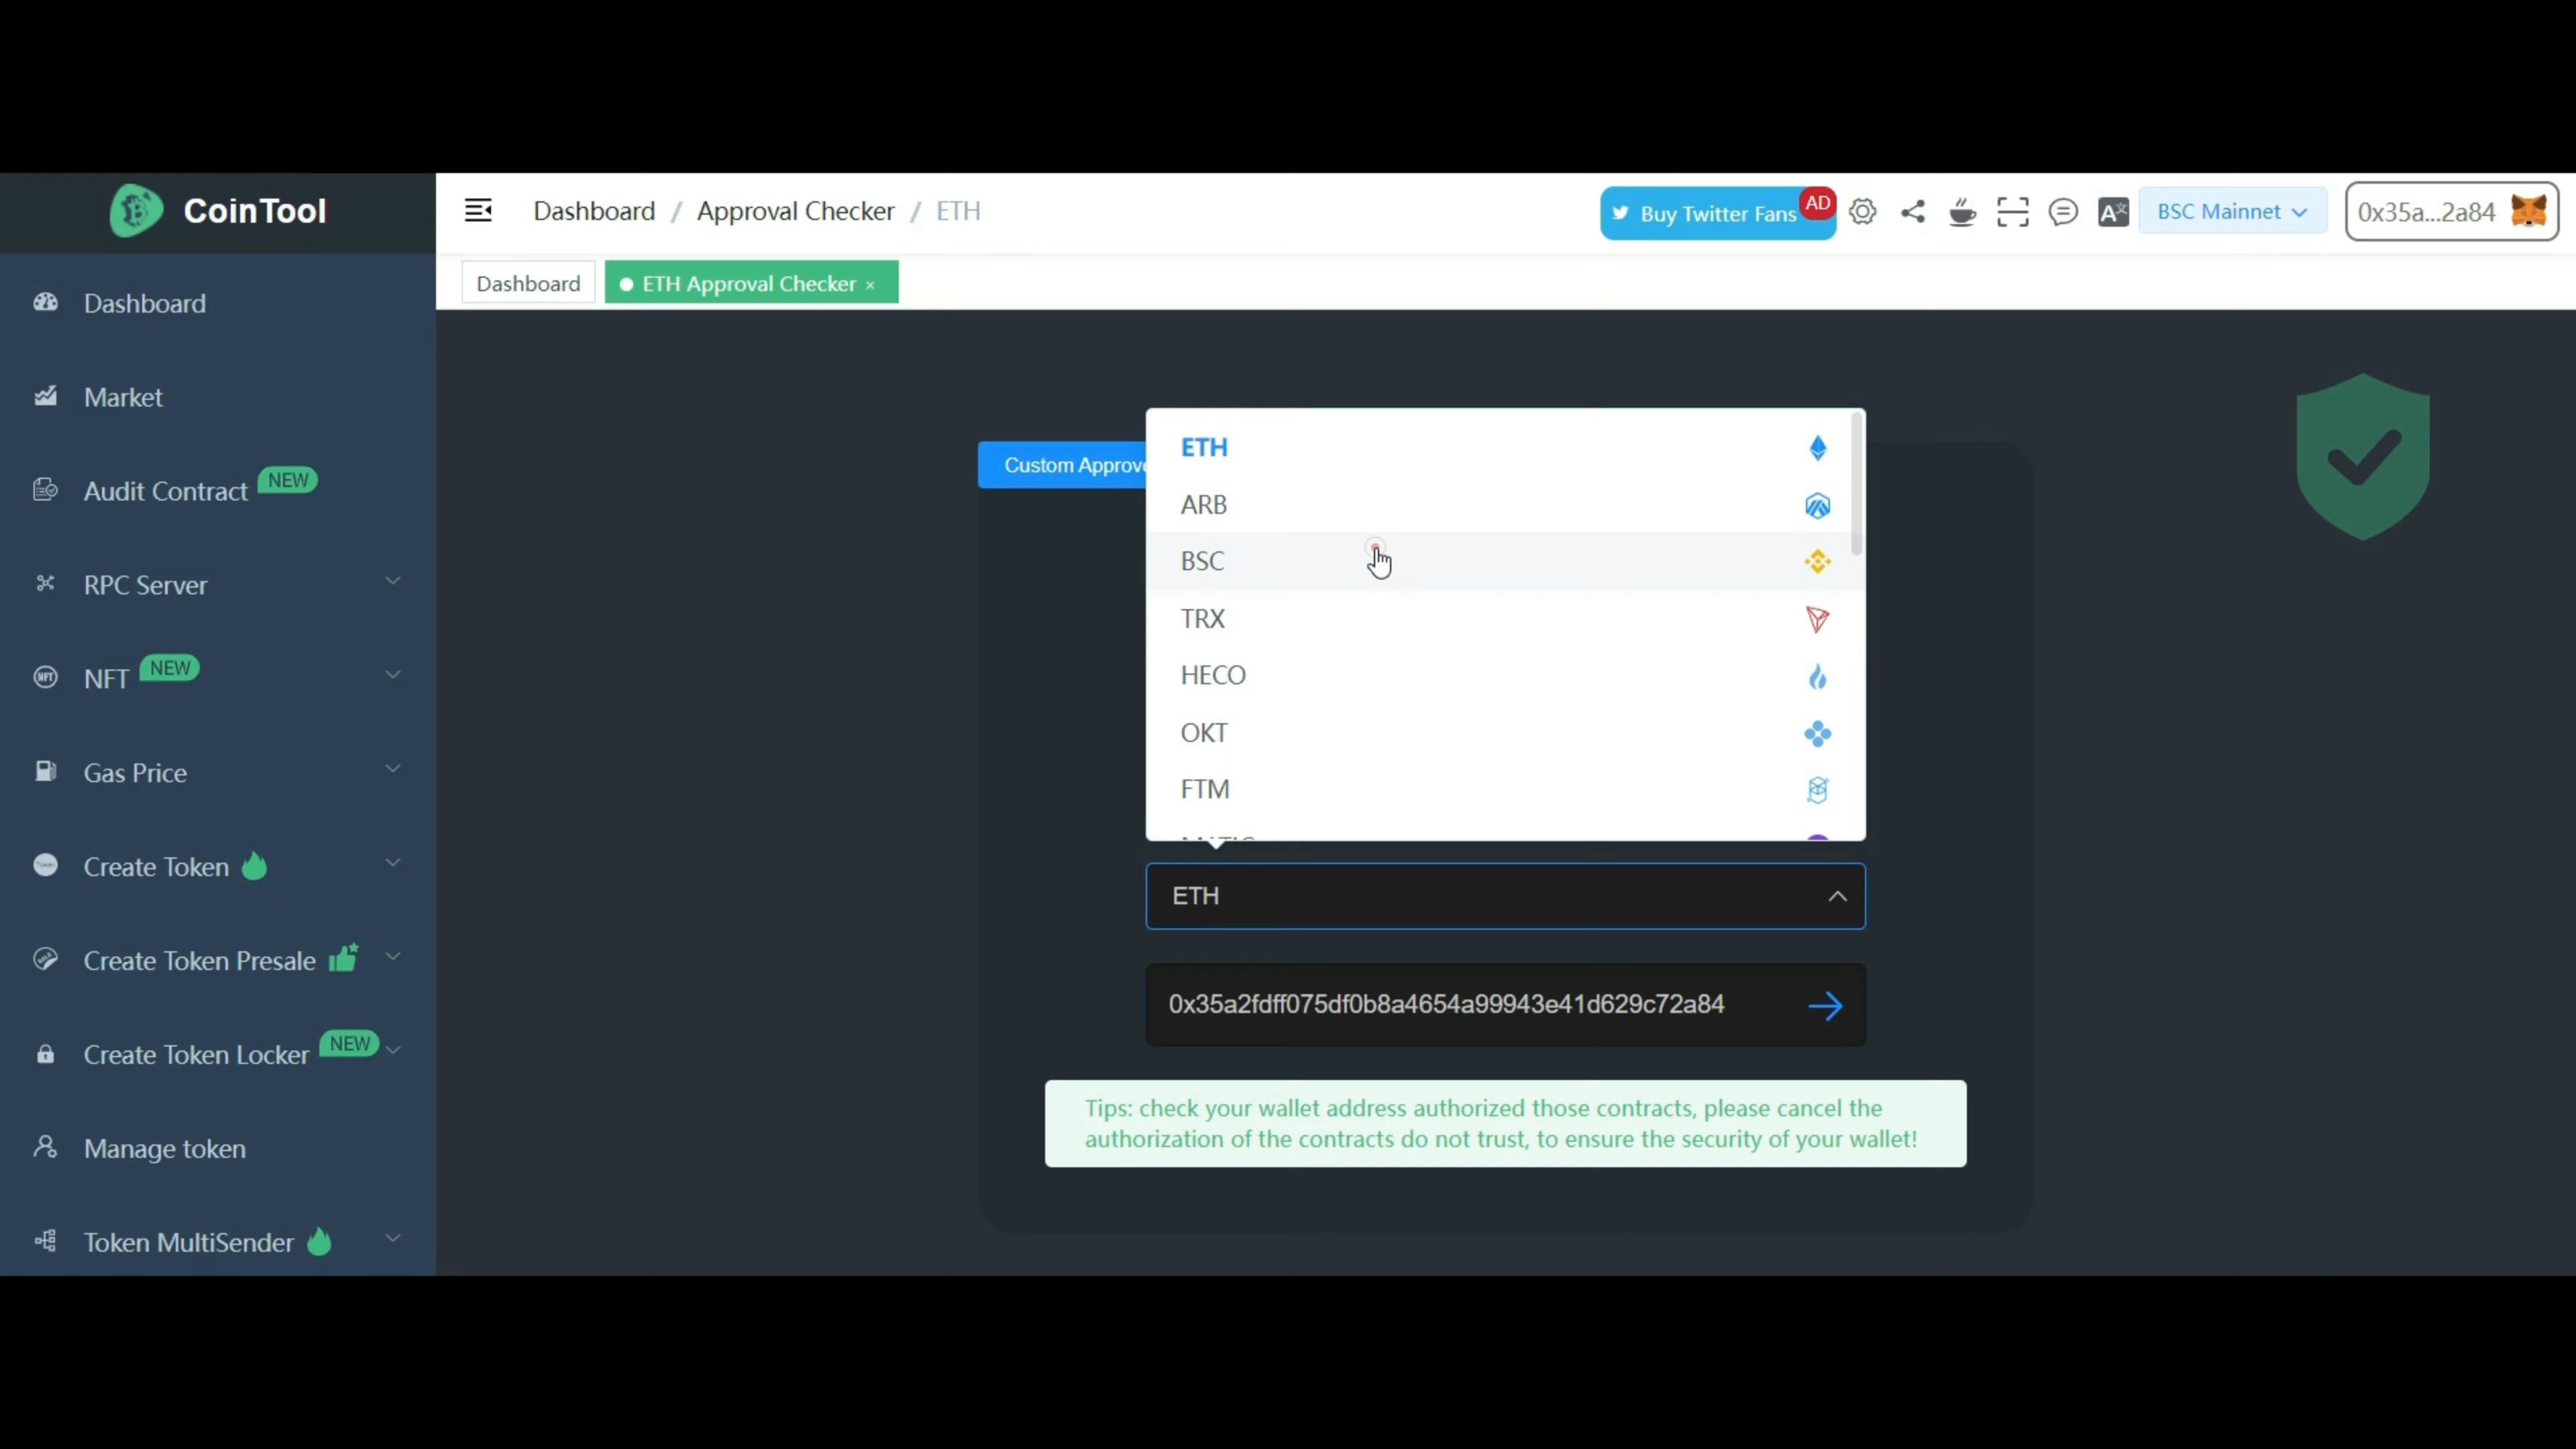 CoinTool
Dashboard / Approval Checker / ETH
Buy Twitter Fans
AD
BSC Mainnet
0x35a...2a84
Dashboard
ETH Approval Checker ×
Dashboard
Market
Audit Contract NEW
RPC Server
NFT NEW
Gas Price
Create Token
Create Token Presale
Create Token Locker NEW
Manage token
Token MultiSender
Custom
ETH
ARB
BSC
TRX
HECO
OKT
FTM
ETH
0x35a2fdff075df0b8a4654a99943e41d629c72a84
Tips: check your wallet address authorized those contracts, please cancel the
authorization of the contracts do not trust, to ensure the security of your wallet!